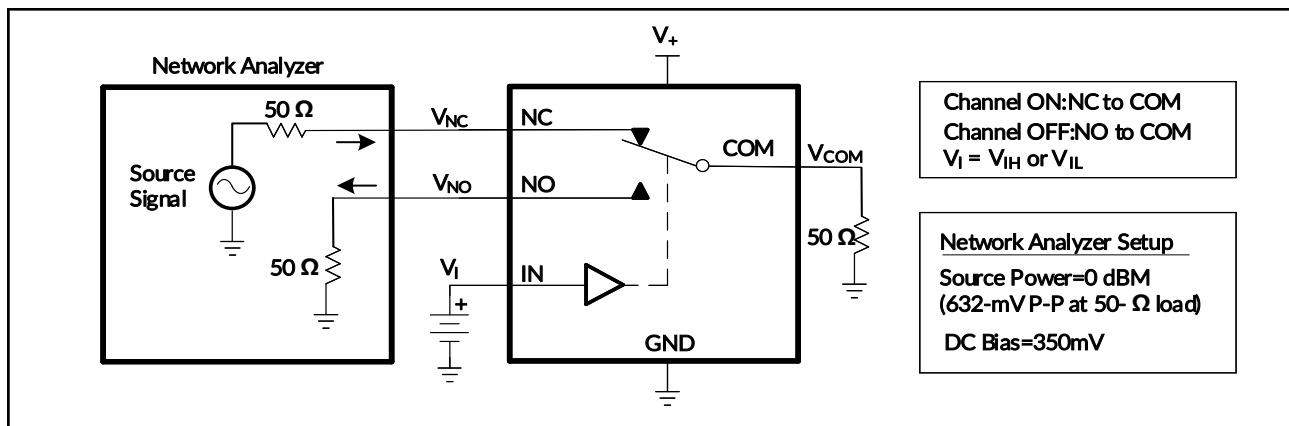 Network Analyzer
50 Ω
Source
Signal
50 Ω
V+
VNC
NC
VNO
NO
COM
VCOM
50 Ω
VI
IN
+
GND
Channel ON:NC to COM
Channel OFF:NO to COM
VI = VIH or VIL
Network Analyzer Setup
Source Power=0 dBM
(632-mV P-P at 50- Ω load)
DC Bias=350mV